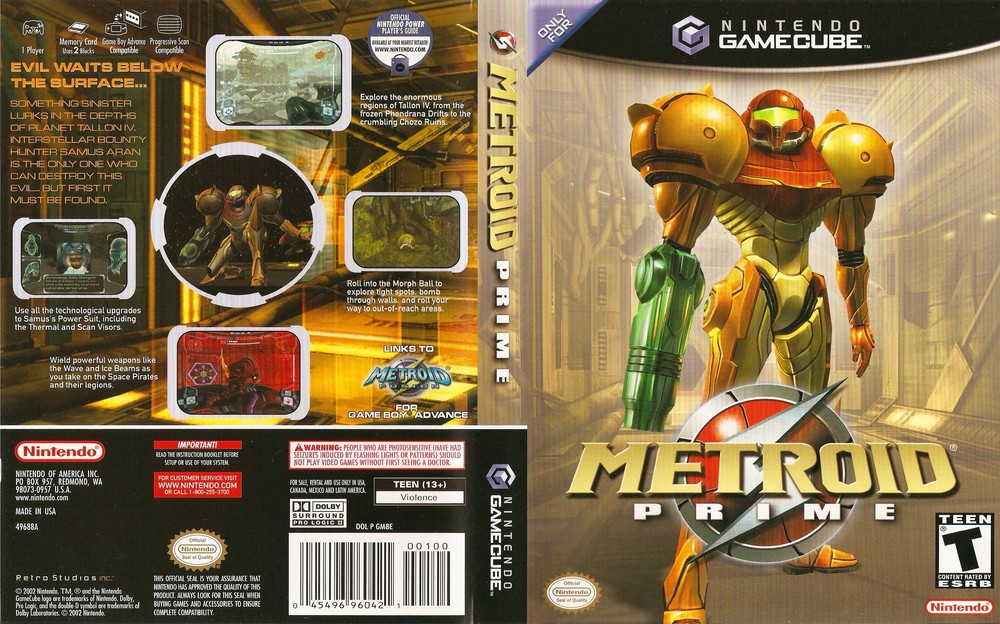 1 Player
Memory Card
Uses 2 Blocks
Game Boy Advance
Compatible
Progressive Scan
Compatible
OFFICIAL
NINTENDO POWER
PLAYER'S GUIDE
AVAILABLE AT YOUR NEAREST RETAILER!
WWW.NINTENDO.COM
EVIL WAITS BELOW
THE SURFACE...
SOMETHING SINISTER
LURKS IN THE DEPTHS
OF PLANET TALLON IV.
INTERSTELLAR BOUNTY
HUNTER SAMUS ARAN
IS THE ONLY ONE WHO
CAN DESTROY THIS
EVIL... BUT FIRST IT
MUST BE FOUND.
Explore the enormous
regions of Tallon IV, from the
frozen Phendrana Drifts to the
crumbling Chozo Ruins.
Roll into the Morph Ball to
explore tight spots, bomb
through walls, and roll your
way to out-of-reach areas.
Use all the technological upgrades
to Samus's Power Suit, including
the Thermal and Scan Visors.
Wield powerful weapons like
the Wave and Ice Beams as
you take on the Space Pirates
and their legions.
LINKS TO
METROID
FUSION
FOR
GAME BOY ADVANCE
Nintendo®
NINTENDO OF AMERICA INC.
PO BOX 957, REDMOND, WA
98073-0957 U.S.A.
www.nintendo.com
MADE IN USA
49688A
Retro Studios INC.
© 2002 Nintendo. TM, ® and the Nintendo
GameCube logo are trademarks of Nintendo. Dolby,
Pro Logic, and the double-D symbol are trademarks of
Dolby Laboratories. © 2002 Nintendo.
IMPORTANT!
READ THE INSTRUCTION BOOKLET BEFORE
SETUP OR USE OF YOUR SYSTEM.
FOR CUSTOMER SERVICE VISIT
WWW.NINTENDO.COM
OR CALL 1-800-255-3700
Official
Nintendo
Seal of Quality
THIS OFFICIAL SEAL IS YOUR ASSURANCE THAT
NINTENDO HAS APPROVED THE QUALITY OF THIS
PRODUCT. ALWAYS LOOK FOR THIS SEAL WHEN
BUYING GAMES AND ACCESSORIES TO ENSURE
COMPLETE COMPATIBILITY.
WARNING: PEOPLE WHO ARE PHOTOSENSITIVE (HAVE HAD
SEIZURES INDUCED BY FLASHING LIGHTS OR PATTERNS) SHOULD
NOT PLAY VIDEO GAMES WITHOUT FIRST SEEING A DOCTOR.
FOR SALE, RENTAL AND USE ONLY IN USA,
CANADA, MEXICO AND LATIN AMERICA.
TEEN (13+)
Violence
DOLBY
SURROUND
PRO LOGIC II
DOL P GM8E
00100
0 45496 96042 1
METROID PRIME
NINTENDO GAMECUBE™
ONLY
FOR
NINTENDO
GAMECUBE™
METROID®
PRIME
Official
Nintendo
Seal of Quality
TEEN
T
CONTENT RATED BY
ESRB
Nintendo®